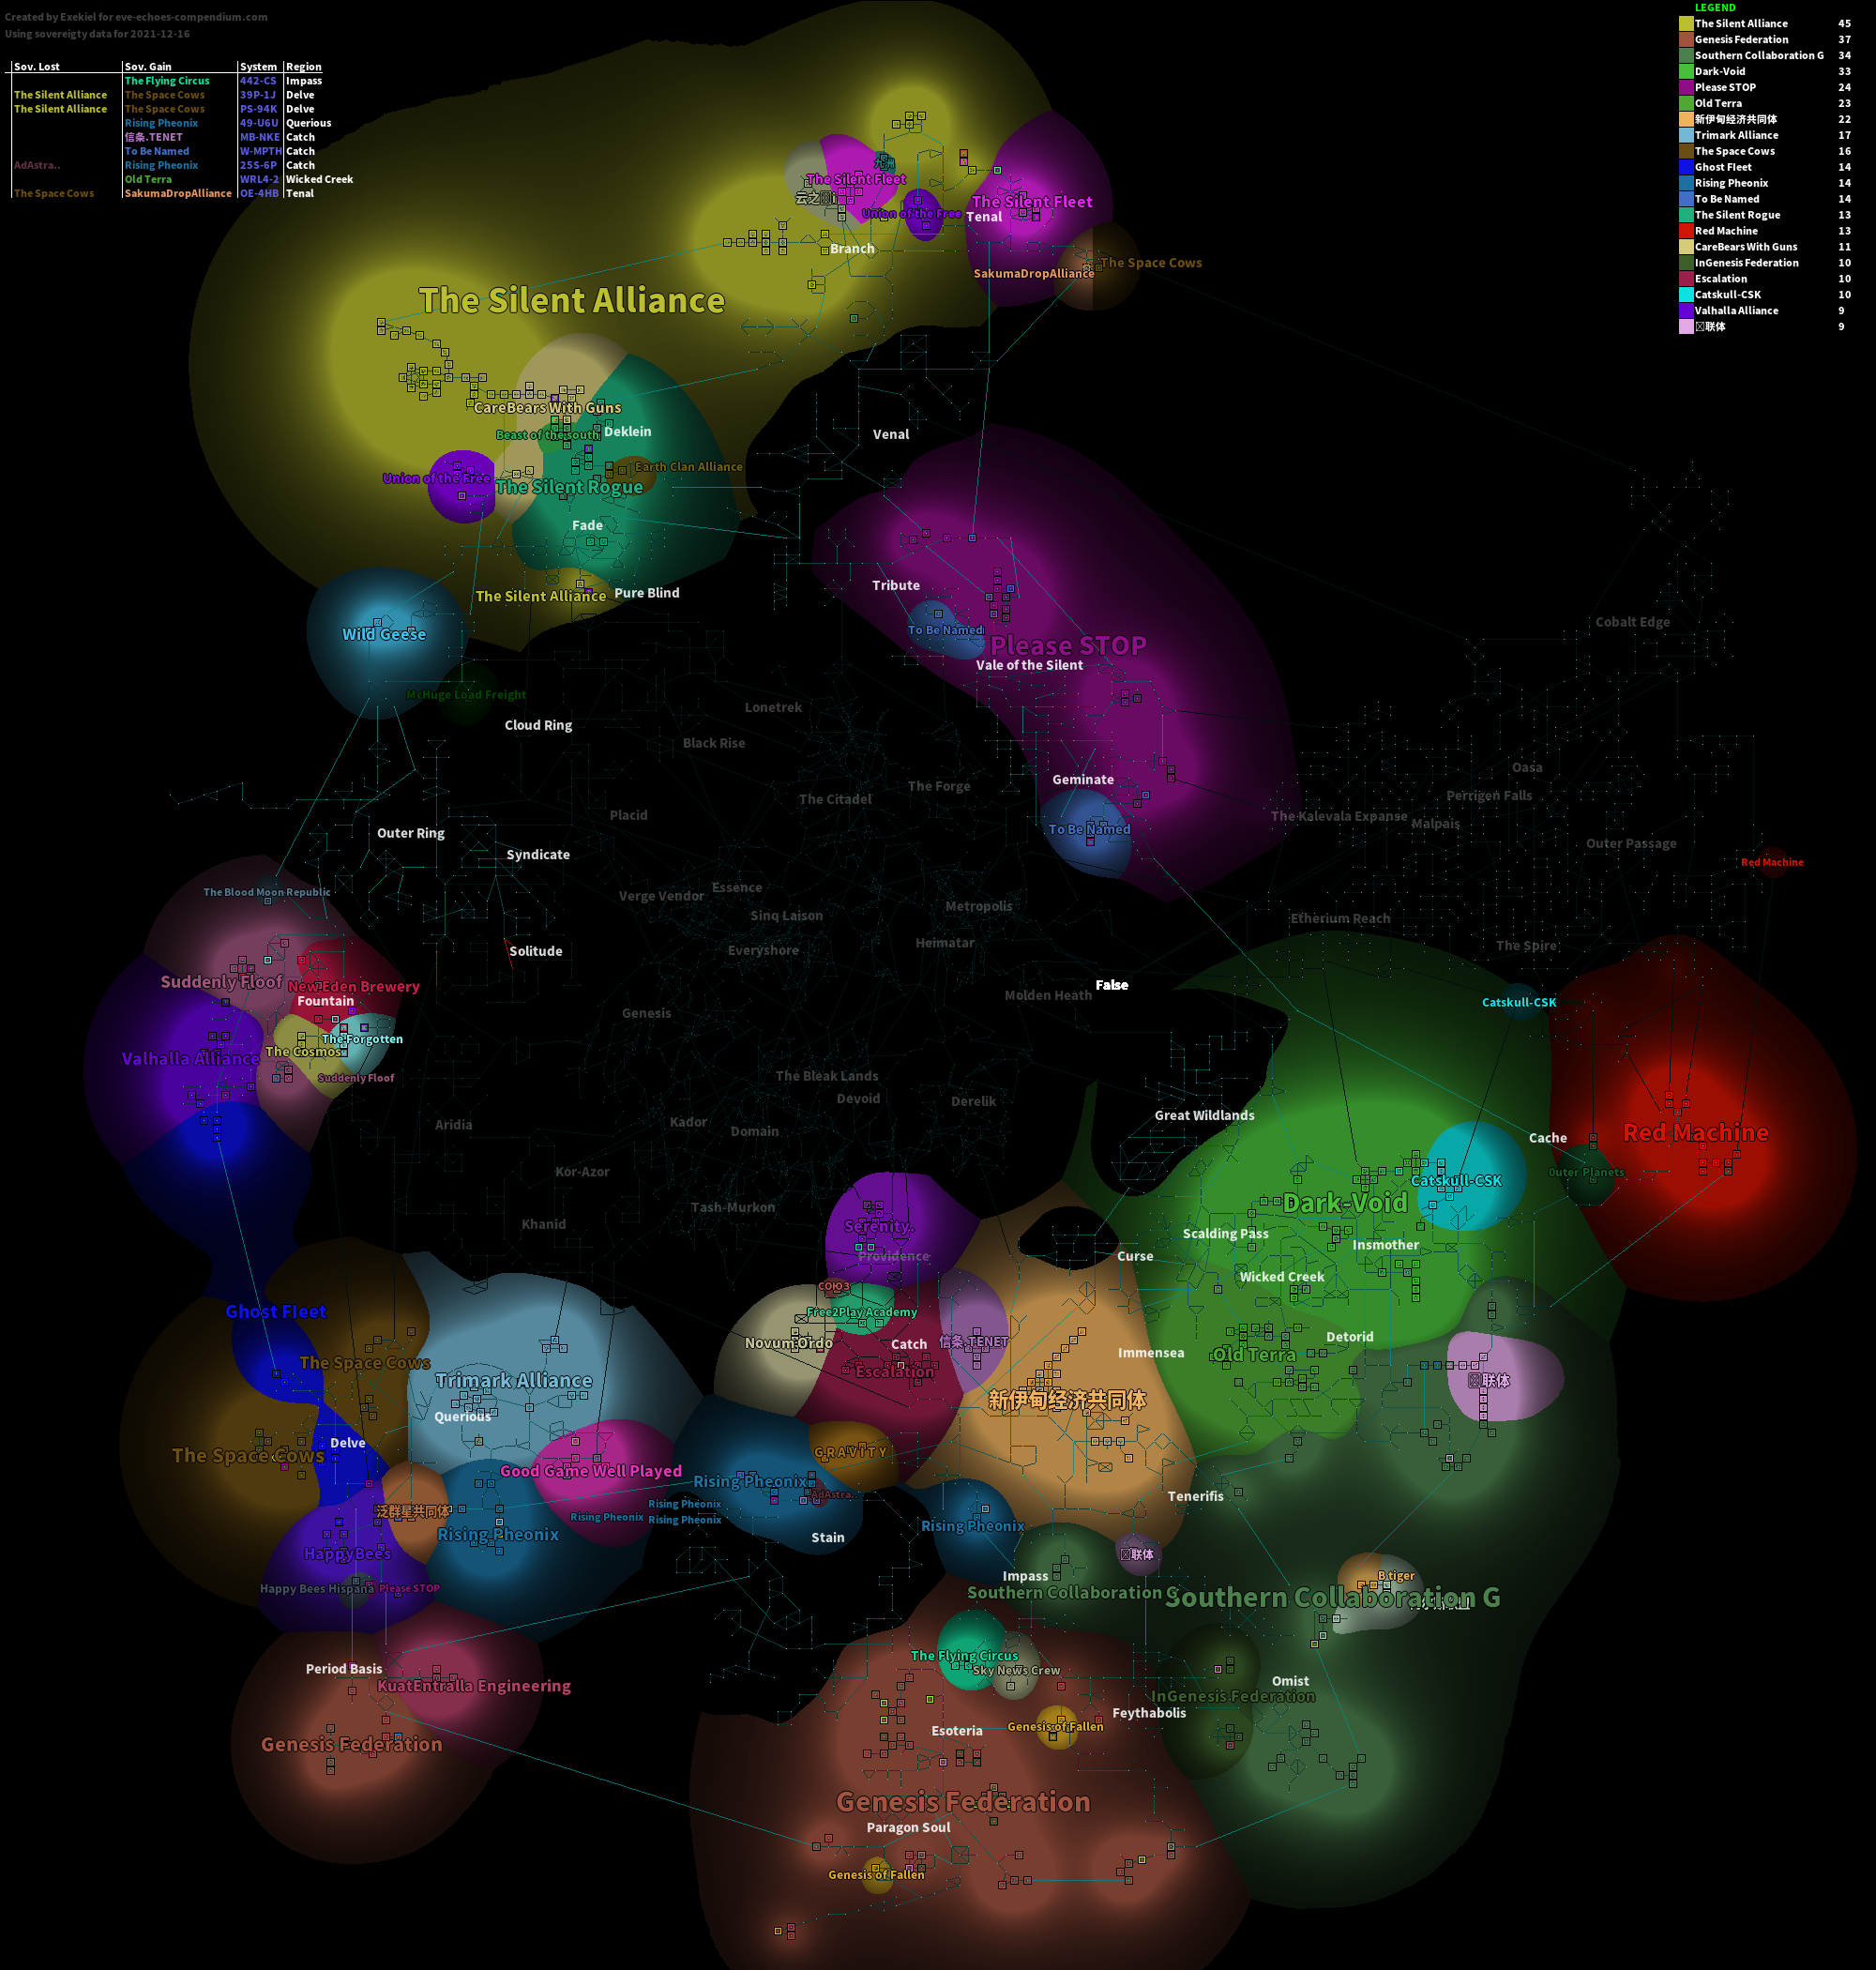 Created by Exekiel for eve-echoes-compendium.com
Using sovereigty data for 2021-12-16
Sov. Lost Sov. Gain System Region
The Flying Circus 442-CS Impass
The Silent Alliance The Space Cows 39P-1J Delve
The Silent Alliance The Space Cows PS-94K Delve
Rising Pheonix 49-U6U Querious
信条.TENET MB-NKE Catch
To Be Named W-MPTH Catch
AdAstra.. Rising Pheonix 25S-6P Catch
Old Terra WRL4-2 Wicked Creek
The Space Cows SakumaDropAlliance OE-4HB Tenal
LEGEND
The Silent Alliance 45
Genesis Federation 37
Southern Collaboration G 34
Dark-Void 33
Please STOP 24
Old Terra 23
新伊甸经济共同体 22
Trimark Alliance 17
The Space Cows 16
Ghost Fleet 14
Rising Pheonix 14
To Be Named 14
The Silent Rogue 13
Red Machine 13
CareBears With Guns 11
InGenesis Federation 10
Escalation 10
Catskull-CSK 10
Valhalla Alliance 9
联体 9
The Silent Fleet
The Silent Fleet
Union of the Free
Tenal
Branch
The Space Cows
SakumaDropAlliance
The Silent Alliance
CareBears With Guns
Deklein
Beast of the south
Venal
Earth Clan Alliance
Union of the Free
The Silent Rogue
Fade
Tribute
Pure Blind
The Silent Alliance
Cobalt Edge
To Be Named
Wild Geese
Please STOP
Vale of the Silent
McHuge Load Freight
Lonetrek
Cloud Ring
Black Rise
Oasa
Geminate
The Forge
Perrigen Falls
The Citadel
Placid
The Kalevala Expanse
Malpais
To Be Named
Outer Ring
Outer Passage
Syndicate
Red Machine
Essence
The Blood Moon Republic
Verge Vendor
Metropolis
Sinq Laison
Etherium Reach
Heimatar
The Spire
Everyshore
Solitude
Suddenly Floof
New Eden Brewery
False
Molden Heath
Fountain
Catskull-CSK
Genesis
The Forgotten
The Cosmos
Valhalla Alliance
The Bleak Lands
Suddenly Floof
Devoid
Derelik
Great Wildlands
Kador
Aridia
Domain
Red Machine
Cache
Kor-Azor
Outer Planets
Catskull-CSK
Dark-Void
Tash-Murkon
Khanid
Serenity.
Scalding Pass
Insmother
Providence
Curse
Wicked Creek
СОЮЗ
Ghost Fleet
Free2Play Academy
Detorid
Novum Ordo
Catch
信条.TENET
Immensea
Old Terra
The Space Cows
Escalation
Trimark Alliance
联体
新伊甸经济共同体
Querious
Delve
The Space Cows
G R A V I T Y
Good Game Well Played
Rising Pheonix
AdAstra..
Tenerifis
Rising Pheonix
Rising Pheonix
Rising Pheonix
泛群星共同体
Rising Pheonix
Rising Pheonix
Stain
HappyBees
联体
Impass
B.tiger
Happy Bees Hispana
Please STOP
Southern Collaboration G
Southern Collaboration G
The Flying Circus
Period Basis
Sky News Crew
Omist
KuatEntralla Engineering
InGenesis Federation
Feythabolis
Genesis of Fallen
Esoteria
Genesis Federation
Genesis Federation
Paragon Soul
Genesis of Fallen